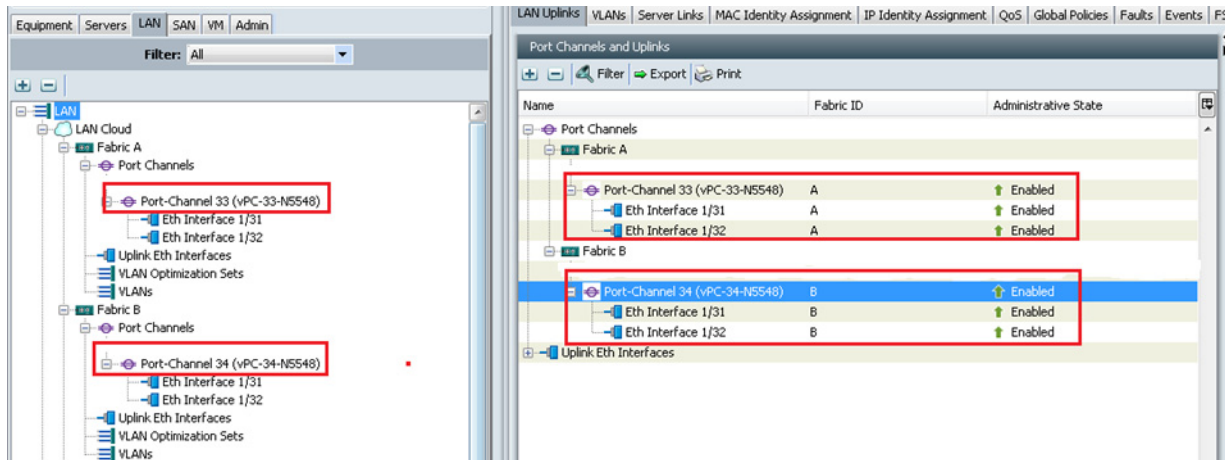 Equipment Servers LAN SAN VM Admin
Filter: All
LAN
LAN Cloud
Fabric A
Port Channels
Port-Channel 33 (vPC-33-N5548)
Eth Interface 1/31
Eth Interface 1/32
Uplink Eth Interfaces
VLAN Optimization Sets
VLANs
Fabric B
Port Channels
Port-Channel 34 (vPC-34-N5548)
Eth Interface 1/31
Eth Interface 1/32
Uplink Eth Interfaces
VLAN Optimization Sets
VLANs
LAN Uplinks VLANs Server Links MAC Identity Assignment IP Identity Assignment QoS Global Policies Faults Events
Port Channels and Uplinks
Filter Export Print
Name Fabric ID Administrative State
Port Channels
Fabric A
Port-Channel 33 (vPC-33-N5548) A Enabled
Eth Interface 1/31 A Enabled
Eth Interface 1/32 A Enabled
Fabric B
Port-Channel 34 (vPC-34-N5548) B Enabled
Eth Interface 1/31 B Enabled
Eth Interface 1/32 B Enabled
Uplink Eth Interfaces